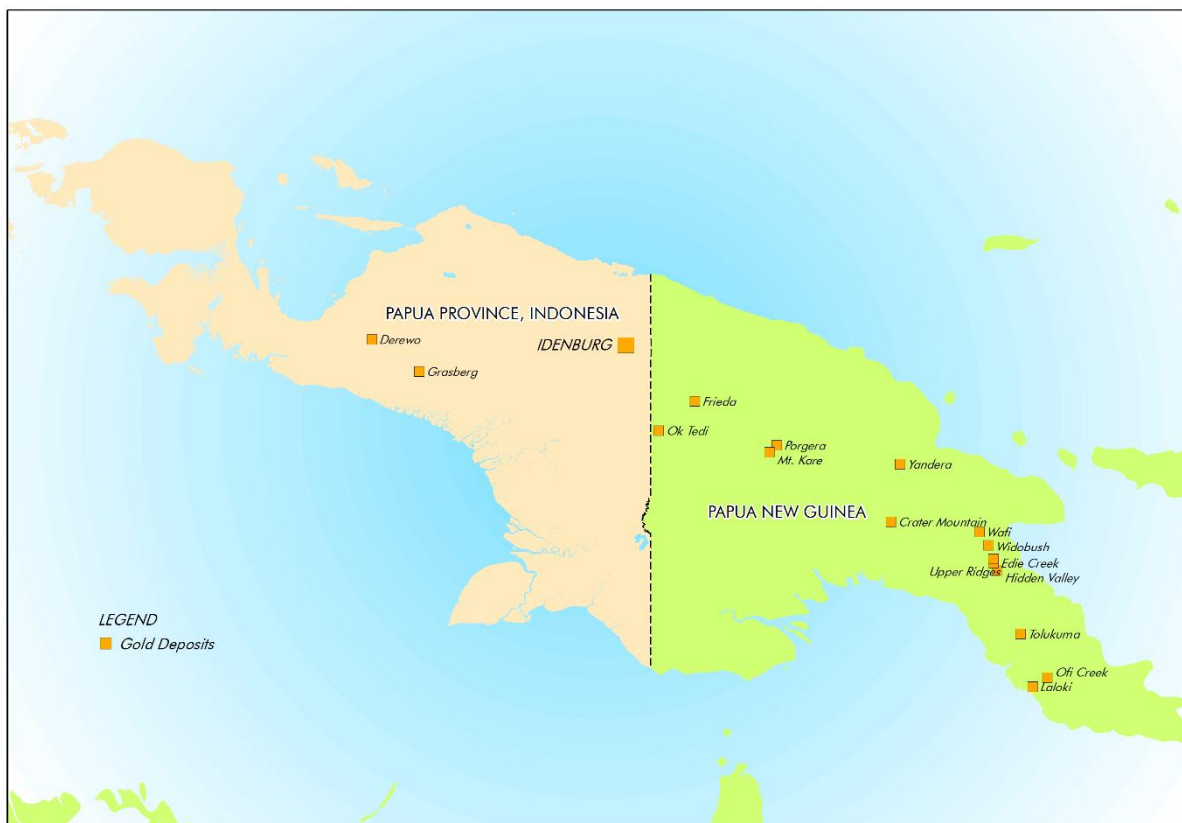 PAPUA PROVINCE, INDONESIA
Derewo
IDENBURG
Grasberg
Frieda
Ok Tedi
Porgera
Mt. Kare
Yandera
PAPUA NEW GUINEA
Crater Mountain
Wafi
Widobush
Edie Creek
Upper Ridges
Hidden Valley
LEGEND
Gold Deposits
Tolukuma
Ofi Creek
Laloki